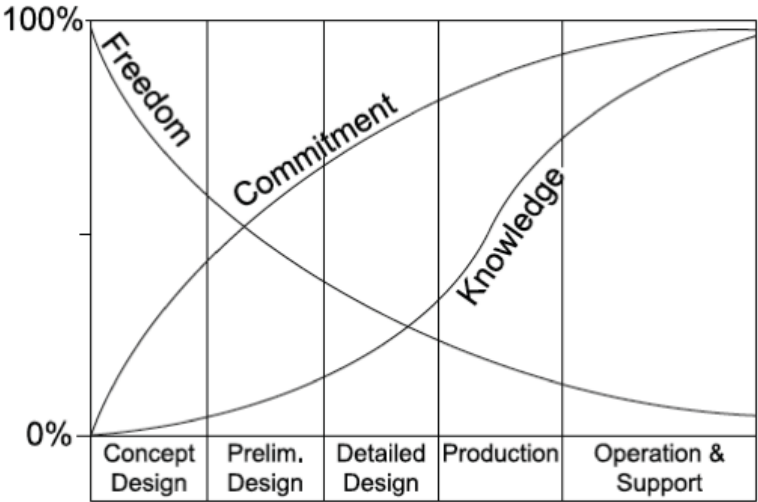 100%
Freedom
Commitment
Knowledge
0%
Concept
Design
Prelim.
Design
Detailed
Design
Production
Operation &
Support